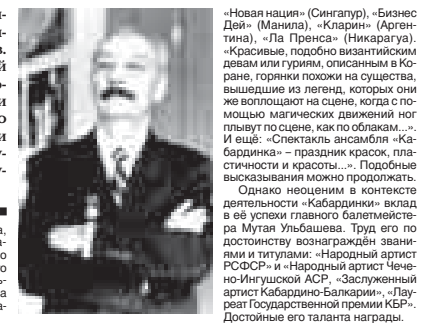 «Новая нация» (Сингапур), «Бизнес
Дей» (Манила), «Кларин» (Арген-
тина), «Ла Пренса» (Никарагуа).
«Красивые, подобно византийским
девам или гуриям, описанным в Ко-
ране, горянки похожи на существа,
вышедшие из легенд, которых они
же воплощают на сцене, когда с по-
мощью магических движений ног
плывут по сцене, как по облакам...».
И ещё: «Спектакль ансамбля «Ка-
бардинка» – праздник красок, пла-
стичности и красоты...». Подобные
высказывания можно продолжать.
Однако неоценим в контексте
деятельности «Кабардинки» вклад
в её успехи главного балетмейсте-
ра Мутая Ульбашева. Труд его по
достоинству вознаграждён звани-
ями и титулами: «Народный артист
РСФСР» и «Народный артист Чече-
но-Ингушской АСР, «Заслуженный
артист Кабардино-Балкарии», «Лау-
реат Государственной премии КБР».
Достойные его таланта награды.